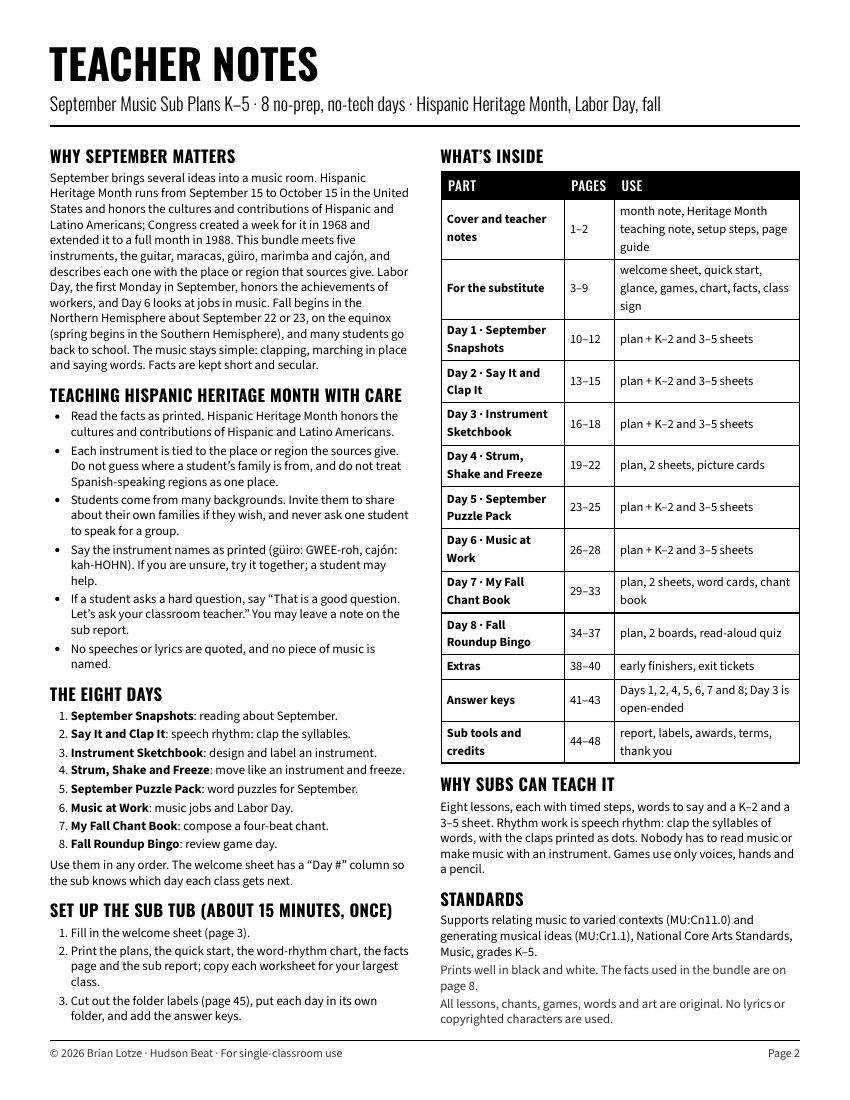 TEACHER NOTES
September Music Sub Plans K–5 · 8 no-prep, no-tech days · Hispanic Heritage Month, Labor Day, fall
WHY SEPTEMBER MATTERS
September brings several ideas into a music room. Hispanic
Heritage Month runs from September 15 to October 15 in the United
States and honors the cultures and contributions of Hispanic and
Latino Americans; Congress created a week for it in 1968 and
extended it to a full month in 1988. This bundle meets five
instruments, the guitar, maracas, güiro, marimba and cajón, and
describes each one with the place or region that sources give. Labor
Day, the first Monday in September, honors the achievements of
workers, and Day 6 looks at jobs in music. Fall begins in the
Northern Hemisphere about September 22 or 23, on the equinox
(spring begins in the Southern Hemisphere), and many students go
back to school. The music stays simple: clapping, marching in place
and saying words. Facts are kept short and secular.
TEACHING HISPANIC HERITAGE MONTH WITH CARE
• Read the facts as printed. Hispanic Heritage Month honors the
cultures and contributions of Hispanic and Latino Americans.
• Each instrument is tied to the place or region the sources give.
Do not guess where a student’s family is from, and do not treat
Spanish-speaking regions as one place.
• Students come from many backgrounds. Invite them to share
about their own families if they wish, and never ask one student
to speak for a group.
• Say the instrument names as printed (güiro: GWEE-roh, cajón:
kah-HOHN). If you are unsure, try it together; a student may
help.
• If a student asks a hard question, say “That is a good question.
Let’s ask your classroom teacher.” You may leave a note on the
sub report.
• No speeches or lyrics are quoted, and no piece of music is
named.
THE EIGHT DAYS
1. September Snapshots: reading about September.
2. Say It and Clap It: speech rhythm: clap the syllables.
3. Instrument Sketchbook: design and label an instrument.
4. Strum, Shake and Freeze: move like an instrument and freeze.
5. September Puzzle Pack: word puzzles for September.
6. Music at Work: music jobs and Labor Day.
7. My Fall Chant Book: compose a four-beat chant.
8. Fall Roundup Bingo: review game day.
Use them in any order. The welcome sheet has a “Day #” column so
the sub knows which day each class gets next.
SET UP THE SUB TUB (ABOUT 15 MINUTES, ONCE)
1. Fill in the welcome sheet (page 3).
2. Print the plans, the quick start, the word-rhythm chart, the facts
page and the sub report; copy each worksheet for your largest
class.
3. Cut out the folder labels (page 45), put each day in its own
folder, and add the answer keys.
WHAT’S INSIDE
PART PAGES USE
Cover and teacher
notes
1–2
month note, Heritage Month
teaching note, setup steps, page
guide
For the substitute
3–9
welcome sheet, quick start,
glance, games, chart, facts, class
sign
Day 1 · September
Snapshots
10–12
plan + K–2 and 3–5 sheets
Day 2 · Say It and
Clap It
13–15
plan + K–2 and 3–5 sheets
Day 3 · Instrument
Sketchbook
16–18
plan + K–2 and 3–5 sheets
Day 4 · Strum,
Shake and Freeze
19–22
plan, 2 sheets, picture cards
Day 5 · September
Puzzle Pack
23–25
plan + K–2 and 3–5 sheets
Day 6 · Music at
Work
26–28
plan + K–2 and 3–5 sheets
Day 7 · My Fall
Chant Book
29–33
plan, 2 sheets, word cards, chant
book
Day 8 · Fall
Roundup Bingo
34–37
plan, 2 boards, read-aloud quiz
Extras
38–40
early finishers, exit tickets
Answer keys
41–43
Days 1, 2, 4, 5, 6, 7 and 8; Day 3 is
open-ended
Sub tools and
credits
44–48
report, labels, awards, terms,
thank you
WHY SUBS CAN TEACH IT
Eight lessons, each with timed steps, words to say and a K–2 and a
3–5 sheet. Rhythm work is speech rhythm: clap the syllables of
words, with the claps printed as dots. Nobody has to read music or
make music with an instrument. Games use only voices, hands and
a pencil.
STANDARDS
Supports relating music to varied contexts (MU:Cn11.0) and
generating musical ideas (MU:Cr1.1), National Core Arts Standards,
Music, grades K–5.
Prints well in black and white. The facts used in the bundle are on
page 8.
All lessons, chants, games, words and art are original. No lyrics or
copyrighted characters are used.
© 2026 Brian Lotze · Hudson Beat · For single-classroom use
Page 2